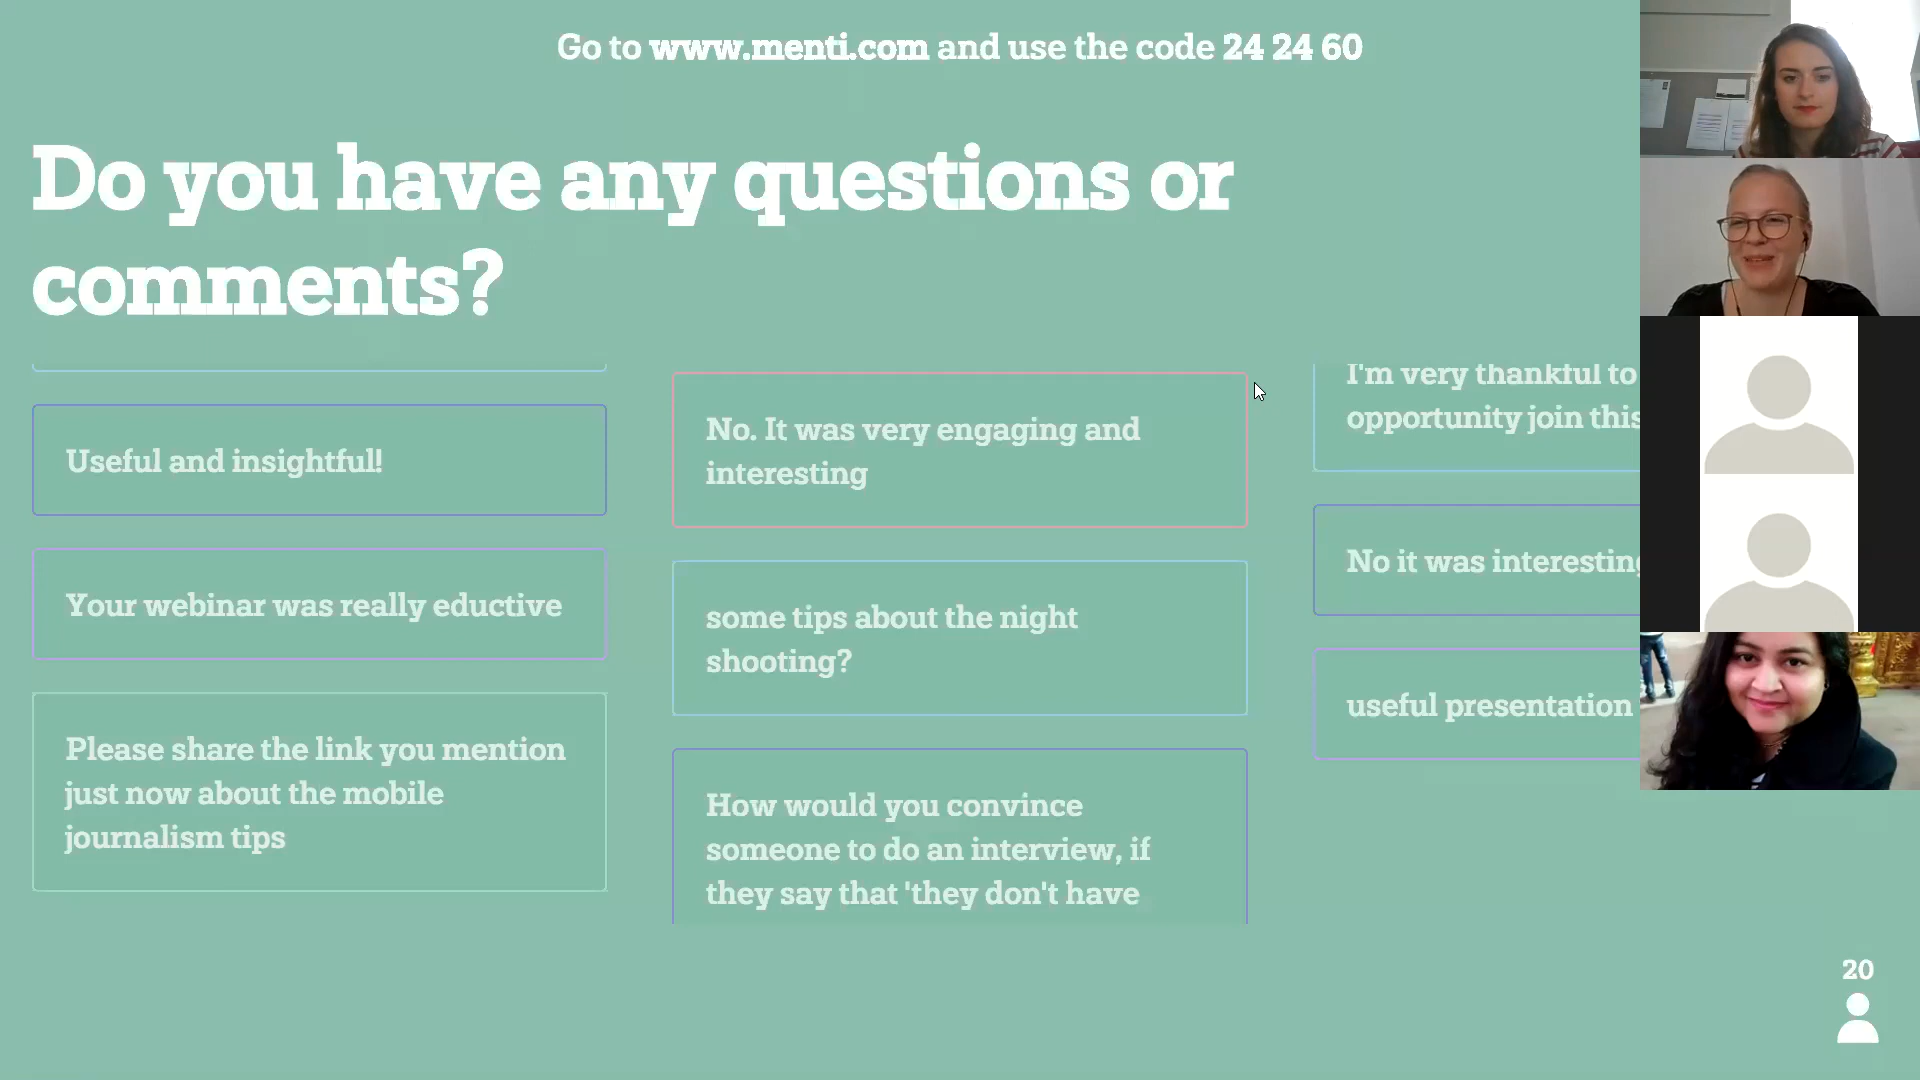 Go to www.menti.com and use the code 24 24 60
Do you have any questions or
comments?
Useful and insightful!
Your webinar was really eductive
Please share the link you mention
just now about the mobile
journalism tips
No. It was very engaging and
interesting
some tips about the night
shooting?
How would you convince
someone to do an interview, if
they say that 'they don't have
I'm very thankful to
opportunity join this
No it was interesting
useful presentation
20